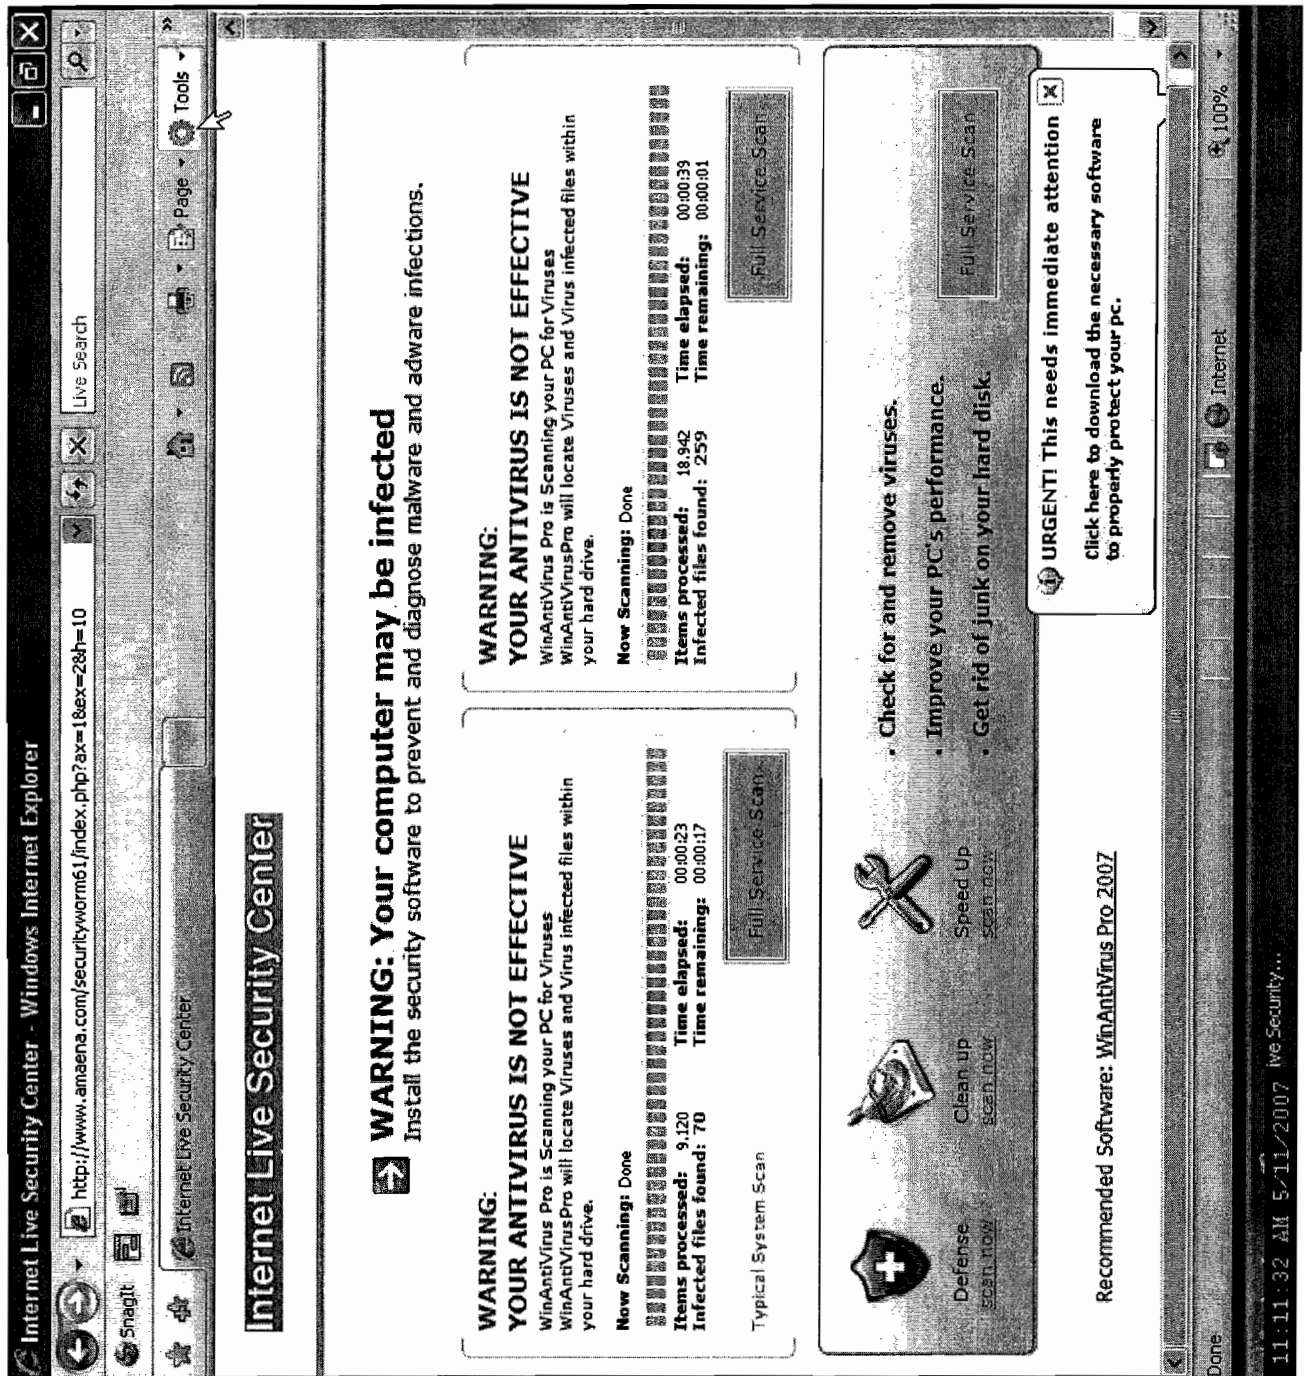 Internet Live Security Center - Windows Internet Explorer
http://www.amaena.com/securityworm61/index.php?ax=1&ex=2&h=10
Live Search
SnagIt
Internet Live Security Center
Page
Tools
Internet Live Security Center
WARNING: Your computer may be infected
Install the security software to prevent and diagnose malware and adware infections.
WARNING:
YOUR ANTIVIRUS IS NOT EFFECTIVE
WinAntiVirus Pro is Scanning your PC for Viruses
WinAntiVirusPro will locate Viruses and Virus infected files within
your hard drive.
Now Scanning: Done
Items processed: 9,120 Time elapsed: 00:00:23
Infected files found: 70 Time remaining: 00:00:17
Typical System Scan
Full Service Scan
WARNING:
YOUR ANTIVIRUS IS NOT EFFECTIVE
WinAntiVirus Pro is Scanning your PC for Viruses
WinAntiVirusPro will locate Viruses and Virus infected files within
your hard drive.
Now Scanning: Done
Items processed: 18,942 Time elapsed: 00:00:39
Infected files found: 259 Time remaining: 00:00:01
Full Service Scan
Defense
scan now
Clean up
scan now
Speed Up
scan now
• Check for and remove viruses.
• Improve your PC's performance.
• Get rid of junk on your hard disk.
Full Service Scan
URGENT! This needs immediate attention
Click here to download the necessary software
to properly protect your pc.
Recommended Software: WinAntiVirus Pro 2007
Done
Internet
100%
11:11:32 AM 5/11/2007 ive Security...